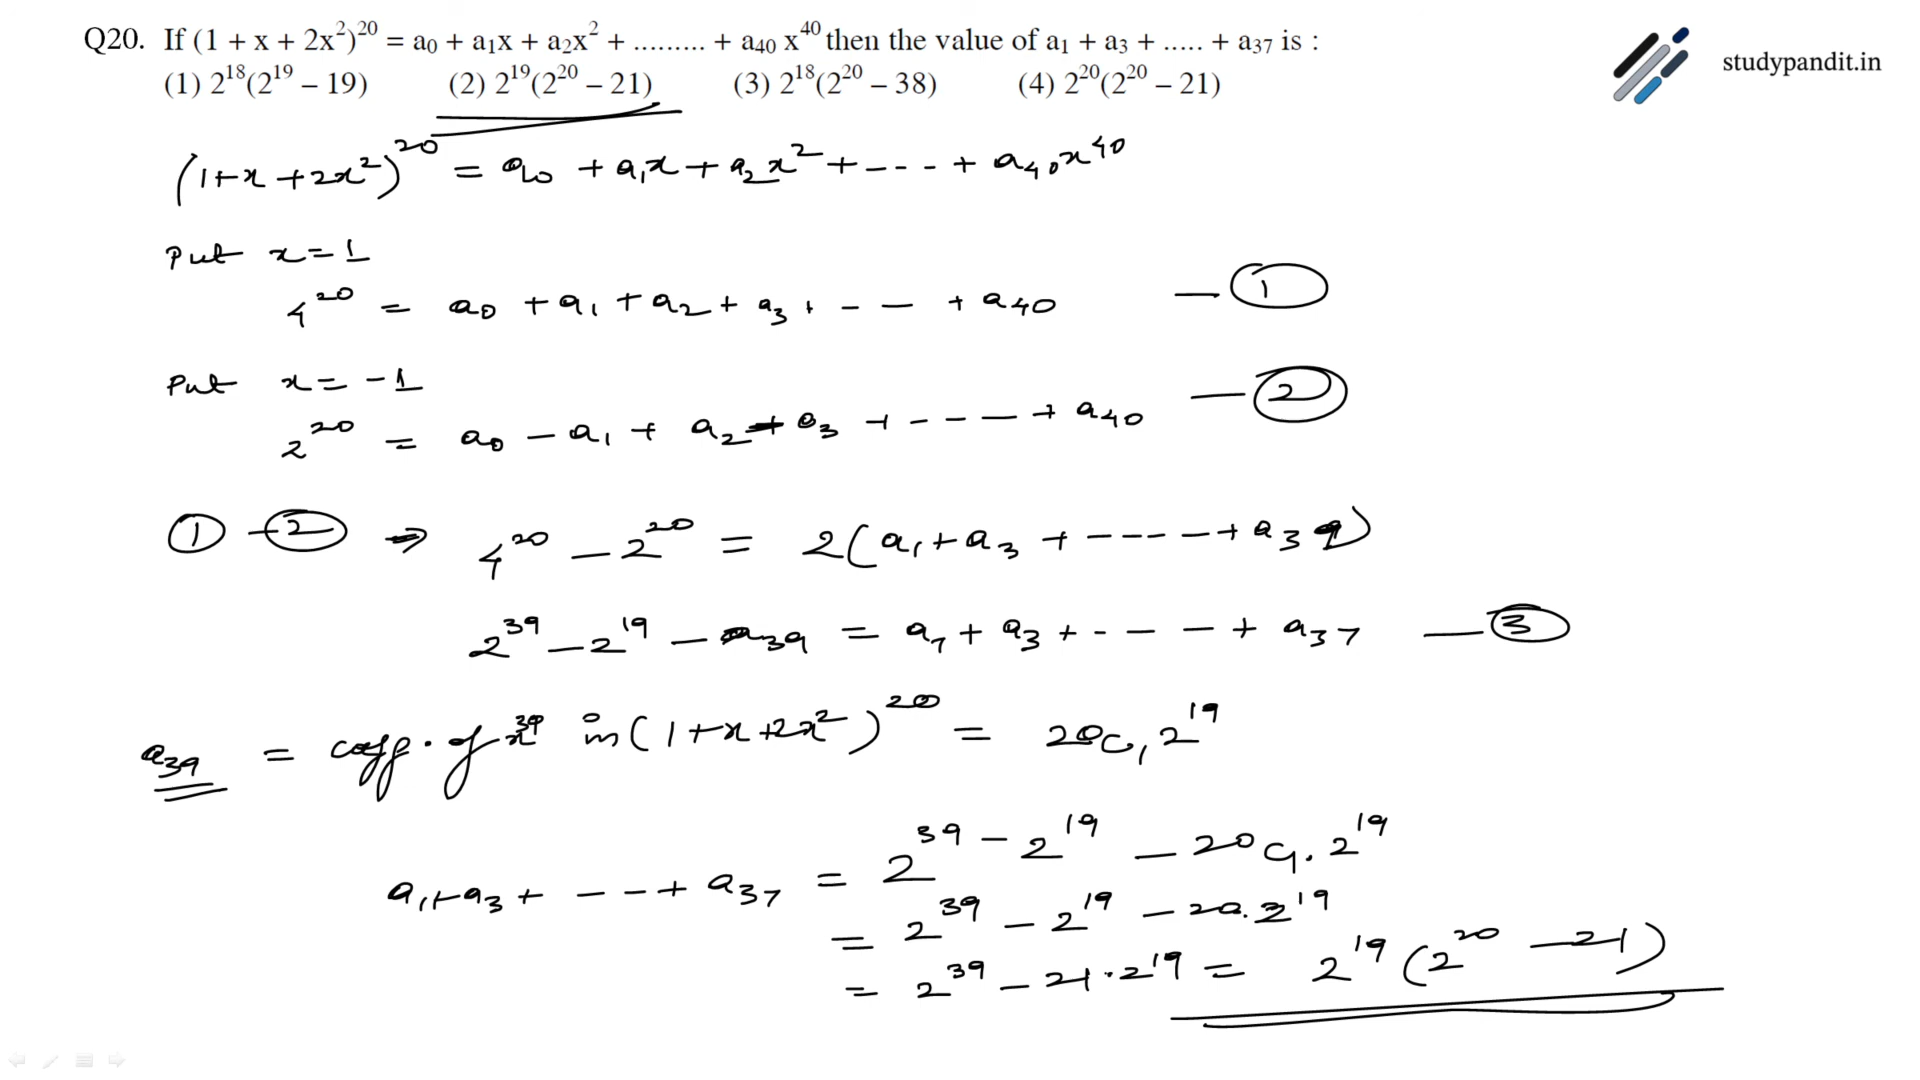 Q20. If (1 + x + 2x²)²⁰ = a₀ + a₁x + a₂x² + ......... + a₄₀ x⁴⁰ then the value of a₁ + a₃ + ..... + a₃₇ is :
studypandit.in
(1) 2¹⁸(2¹⁹ – 19) (2) 2¹⁹(2²⁰ – 21) (3) 2¹⁸(2²⁰ – 38) (4) 2²⁰(2²⁰ – 21)
(1+x+2x²)²⁰ = a₀ + a₁x + a₂x² + ---- + a₄₀x⁴⁰
Put x = 1
4²⁰ = a₀ + a₁ + a₂ + a₃ + - — + a₄₀ — ①
Put x = -1
2²⁰ = a₀ - a₁ + a₂ - a₃ + ---- + a₄₀ — ②
① - ② ⇒ 4²⁰ - 2²⁰ = 2(a₁ + a₃ + ----- + a₃₉)
2³⁹ - 2¹⁹ - a₃₉ = a₁ + a₃ + - - — + a₃₇ — ③
a₃₉ = coeff. of x³⁹ in (1+x+2x²)²⁰ = 20C₁ 2¹⁹
a₁+a₃+ ---+ a₃₇ = 2³⁹ - 2¹⁹ - 20C₁. 2¹⁹
= 2³⁹ - 2¹⁹ - 20.2¹⁹
= 2³⁹ - 21.2¹⁹ = 2¹⁹(2²⁰ - 21)